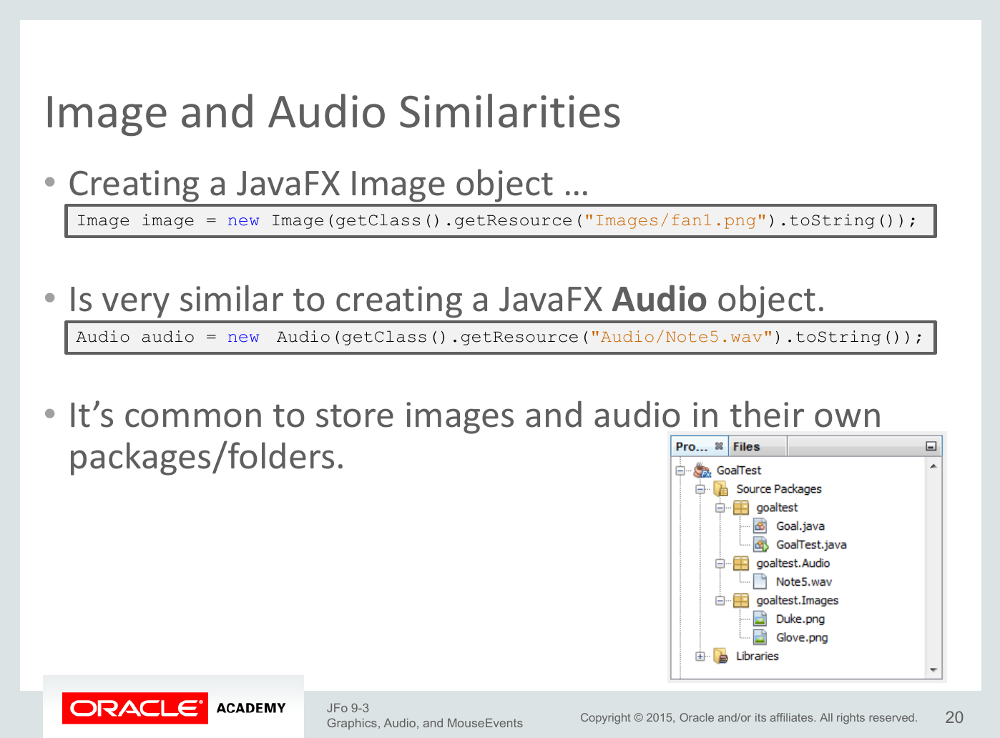 Image and Audio Similarities
• Creating a JavaFX Image object …
Image image = new Image(getClass().getResource("Images/fan1.png").toString());
• Is very similar to creating a JavaFX Audio object.
Audio audio = new Audio(getClass().getResource("Audio/Note5.wav").toString());
• It’s common to store images and audio in their own
packages/folders.
Pro... Files
GoalTest
Source Packages
goaltest
Goal.java
GoalTest.java
goaltest.Audio
Note5.wav
goaltest.Images
Duke.png
Glove.png
Libraries
ORACLE® ACADEMY
JFo 9-3
Graphics, Audio, and MouseEvents
Copyright © 2015, Oracle and/or its affiliates. All rights reserved.
20